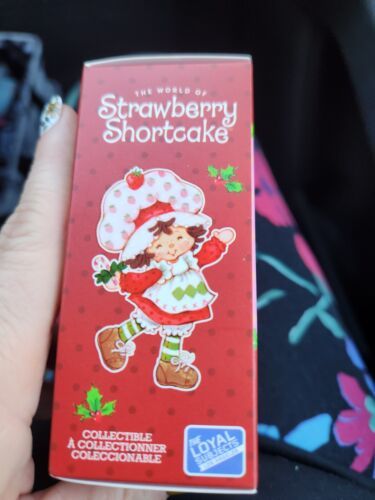 THE WORLD OF
Strawberry
Shortcake
COLLECTIBLE
À COLLECTIONNER
COLECCIONABLE
THE
LOYAL
SUBJECTS